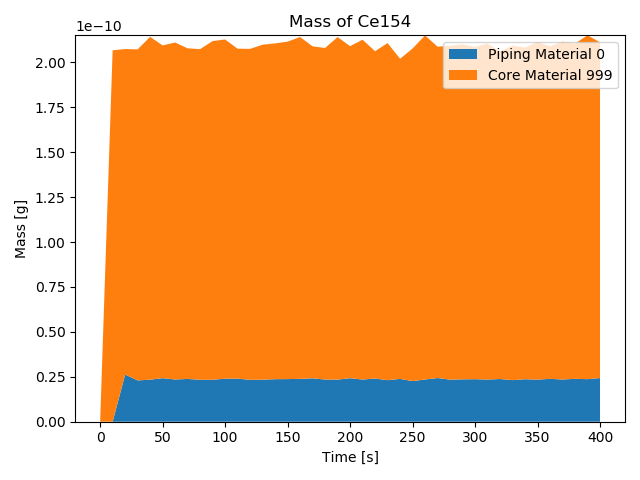 Mass of Ce154
1e−10
2.00
1.75
1.50
1.25
1.00
0.75
0.50
0.25
0.00
Mass [g]
Piping Material 0
Core Material 999
0 50 100 150 200 250 300 350 400
Time [s]